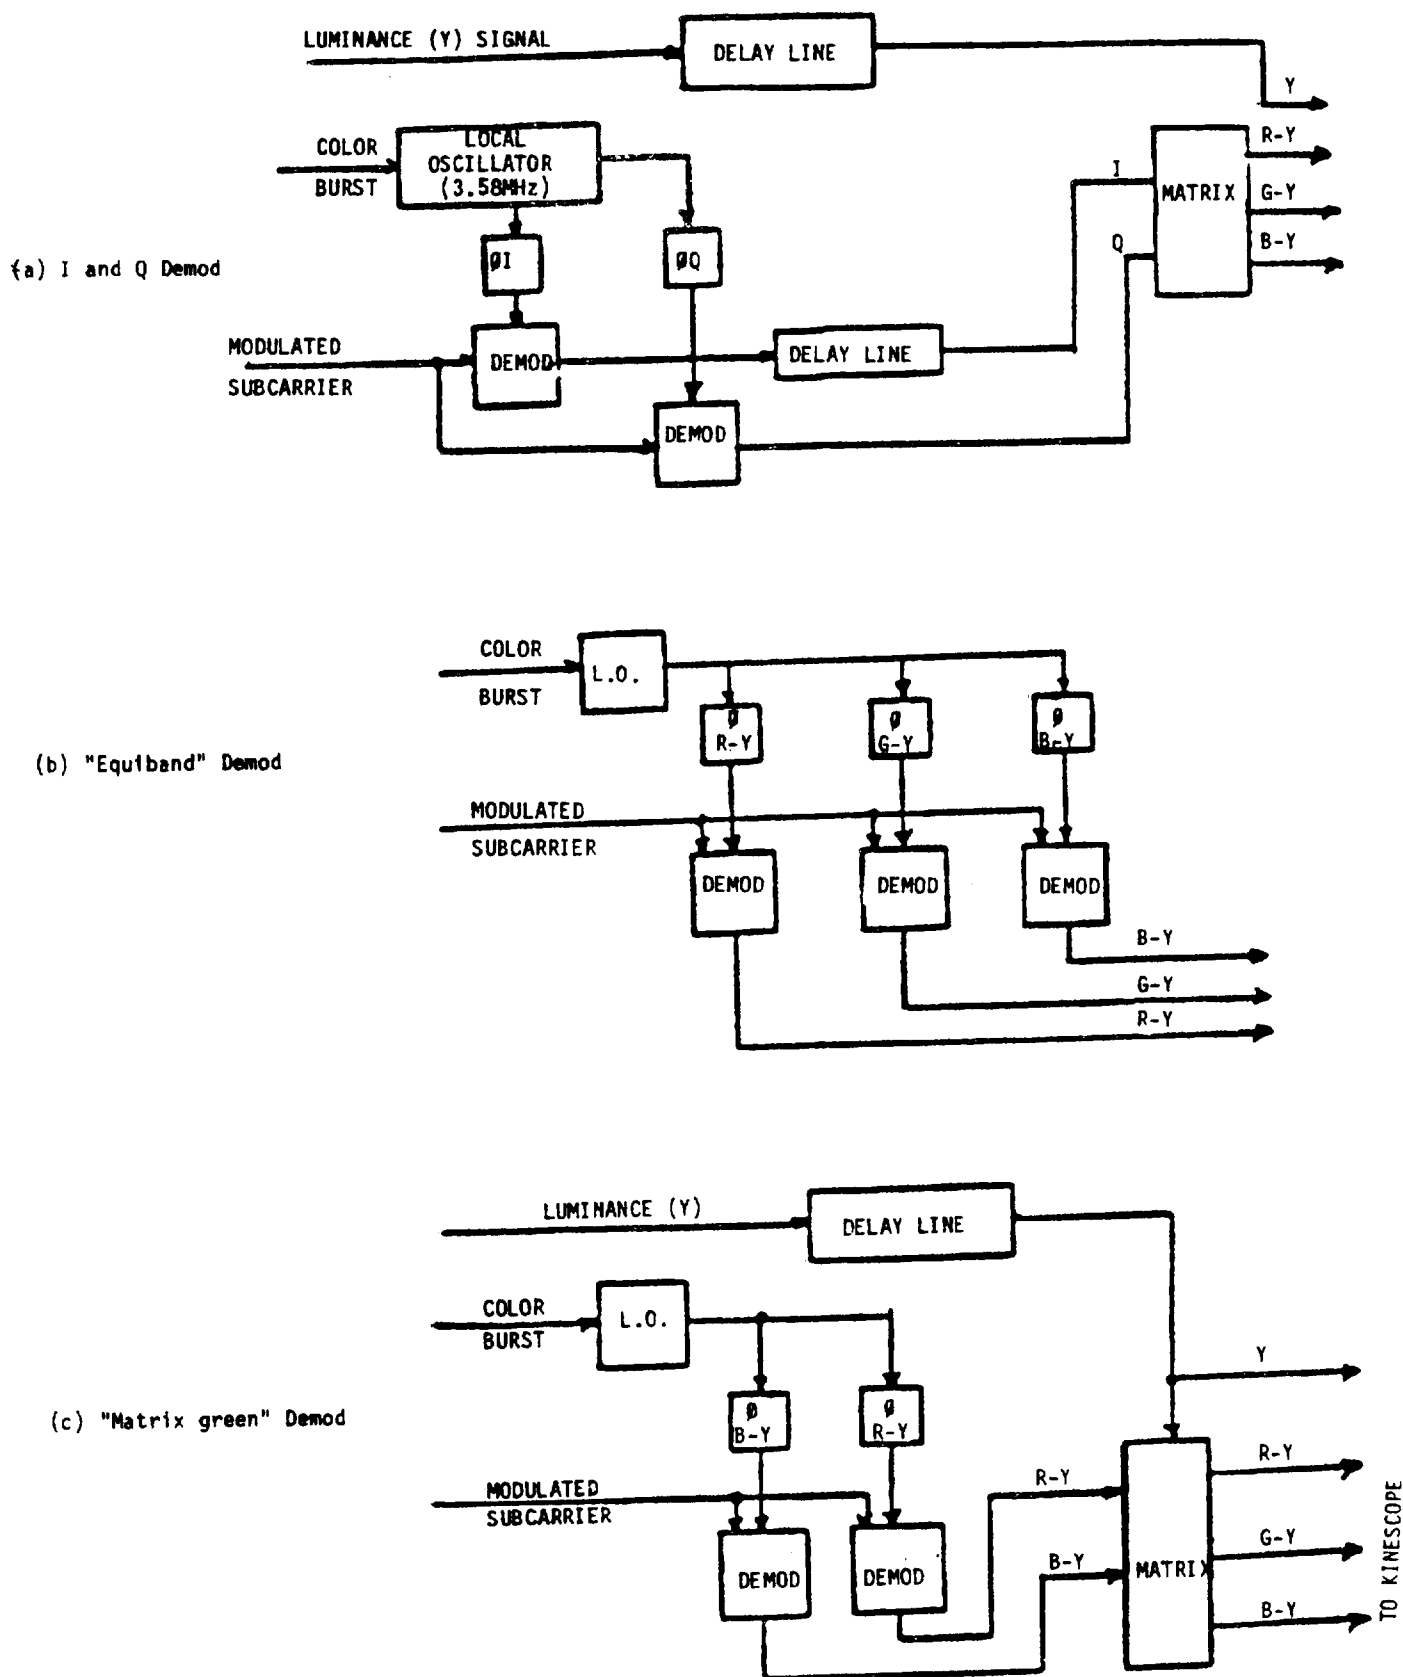 LUMINANCE (Y) SIGNAL
DELAY LINE
Y
COLOR
BURST
LOCAL
OSCILLATOR
(3.58MHz)
R-Y
I
MATRIX
G-Y
Q
B-Y
ØI
ØQ
(a) I and Q Demod
MODULATED
SUBCARRIER
DEMOD
DELAY LINE
DEMOD
COLOR
BURST
L.O.
Ø
R-Y
Ø
G-Y
Ø
B-Y
(b) "Equiband" Demod
MODULATED
SUBCARRIER
DEMOD
DEMOD
DEMOD
B-Y
G-Y
R-Y
LUMINANCE (Y)
DELAY LINE
COLOR
BURST
L.O.
Y
Ø
B-Y
Ø
R-Y
(c) "Matrix green" Demod
MODULATED
SUBCARRIER
R-Y
R-Y
B-Y
G-Y
DEMOD
DEMOD
MATRIX
B-Y
TO KINESCOPE